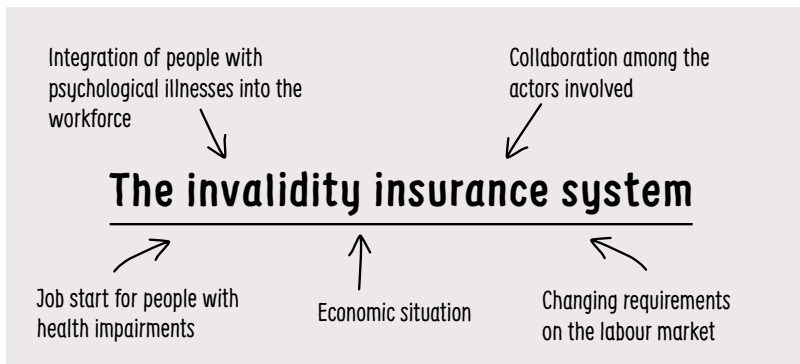 Integration of people with
psychological illnesses into the
workforce
Collaboration among the
actors involved
The invalidity insurance system
Job start for people with
health impairments
Economic situation
Changing requirements
on the labour market